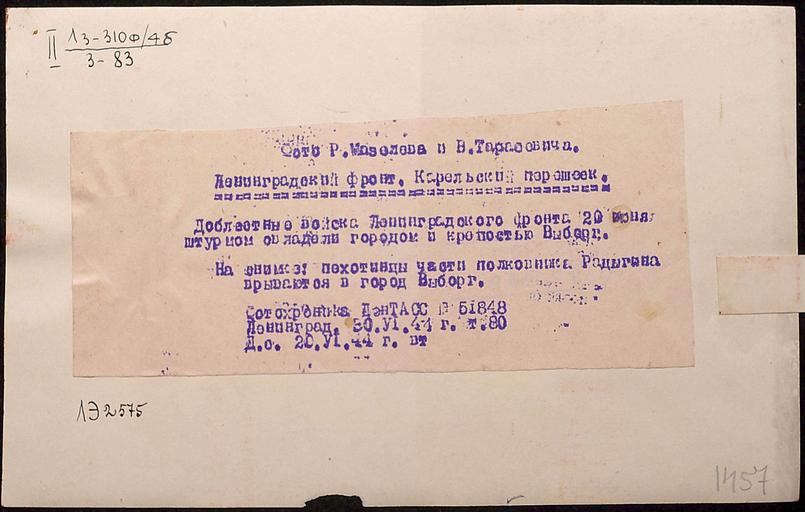 II 13-310ф/4б
3-83
Фото Р.Мазелева и В.Тарасевича.
Ленинградский фронт. Карельский перешеек.
Доблестные войска Ленинградского фронта 20 июня
штурмом овладели городом и крепостью Выборг.
На снимке: пехотинцы части полковника Радыгина
врываются в город Выборг.
Фотохроника ЛенТАСС № 51848
Ленинград. 30.VI.44 г. т.80
Д.с. 20.VI.44 г. вт
1Э2575
1457